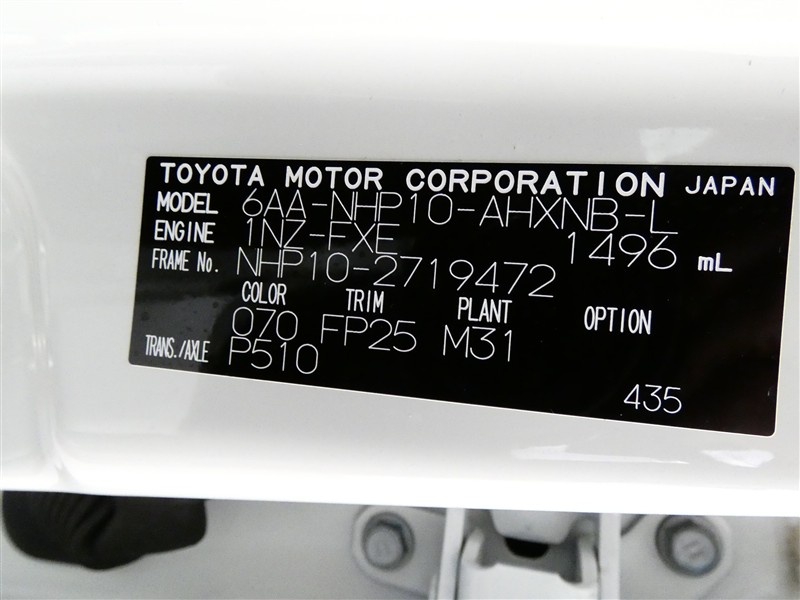 TOYOTA MOTOR CORPORATION JAPAN
MODEL 6AA-NHP10-AHXNB-L
ENGINE 1NZ-FXE 1496 mL
FRAME No. NHP10-2719472
COLOR TRIM PLANT OPTION
070 FP25 M31
TRANS./AXLE P510
435